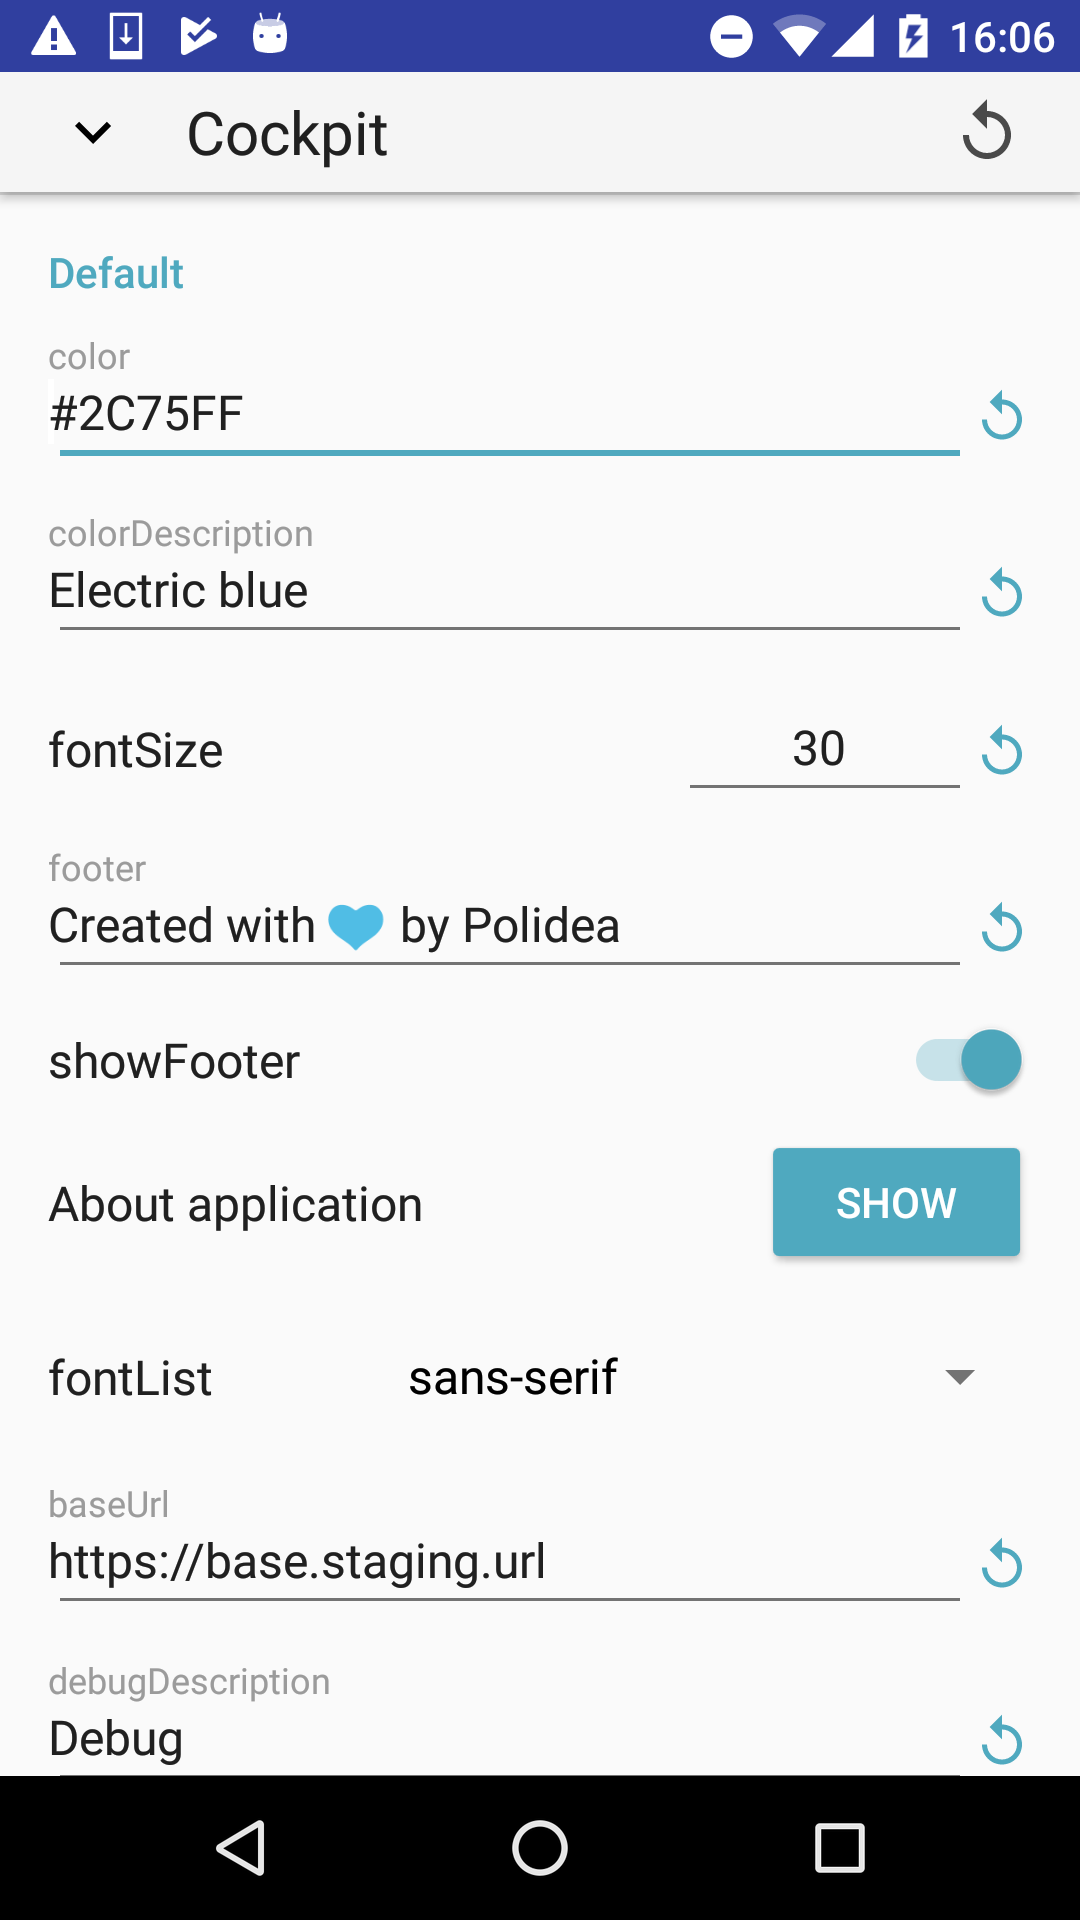 16:06
Cockpit
Default
color
#2C75FF
colorDescription
Electric blue
fontSize 30
footer
Created with 💙 by Polidea
showFooter
About application SHOW
fontList sans-serif
baseUrl
https://base.staging.url
debugDescription
Debug